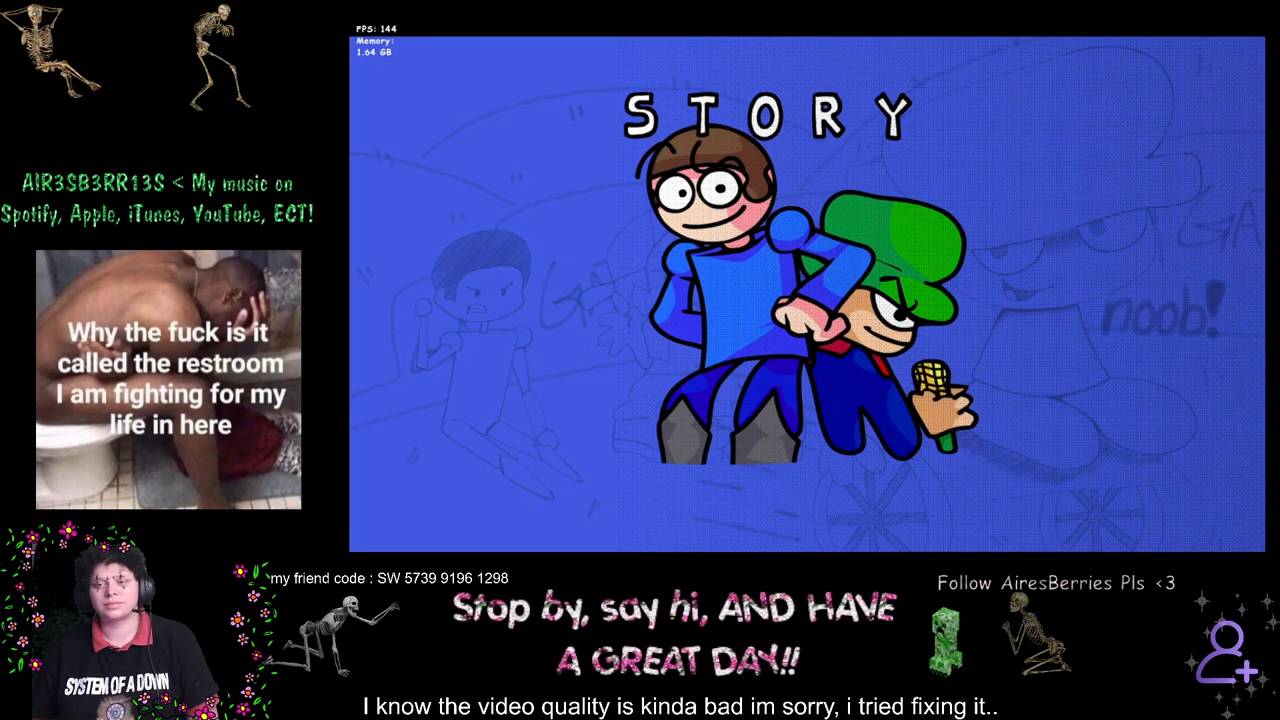 FPS: 144
Memory:
1.64 GB
STORY
AIR3SB3RR13S < My music on
Spotify, Apple, iTunes, YouTube, ECT!
Why the fuck is it
called the restroom
I am fighting for my
life in here
noob!
my friend code : SW 5739 9196 1298
Follow AiresBerries Pls <3
Stop by, say hi, AND HAVE
A GREAT DAY!!
SYSTEM OF A DOWN
I know the video quality is kinda bad im sorry, i tried fixing it..